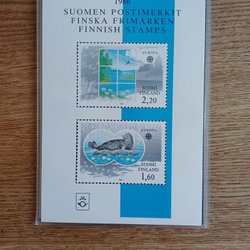 1986
SUOMEN POSTIMERKIT
FINSKA FRIMÄRKEN
FINNISH STAMPS
EUROPA
SUOMI
FINLAND
2,20
EUROPA
SUOMI
FINLAND
1,60